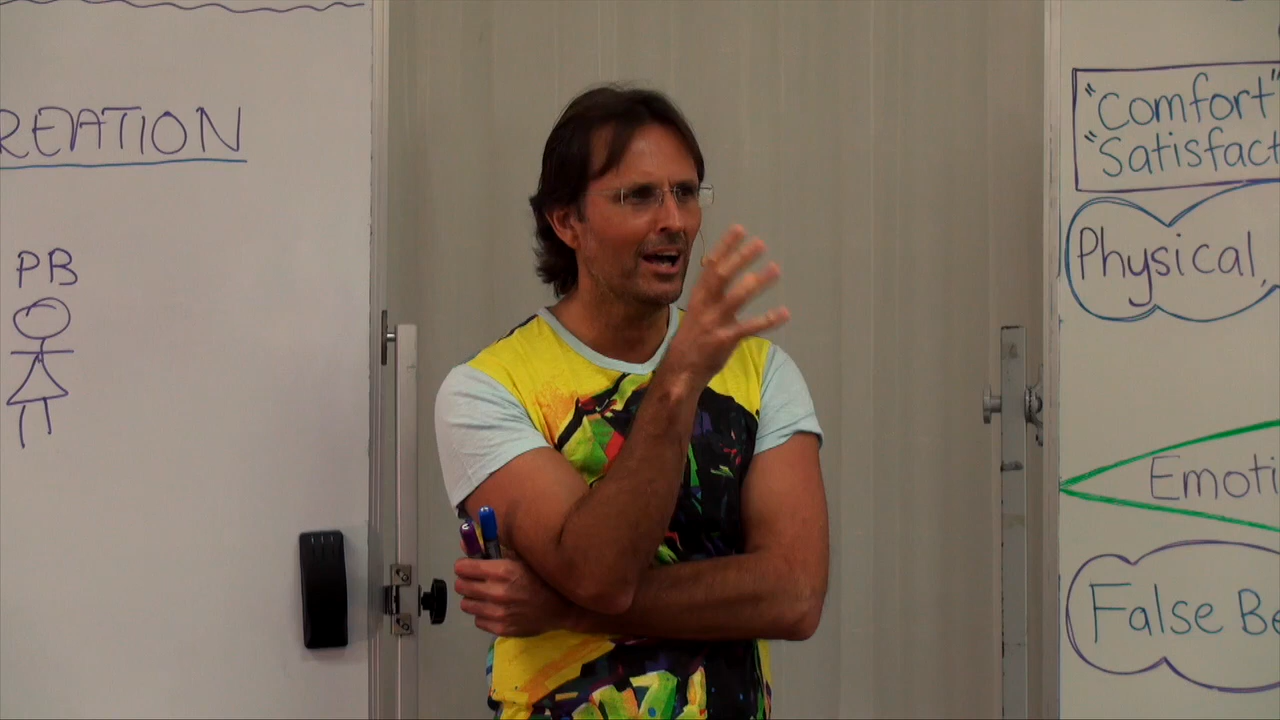 REATION
PB
"Comfort"
"Satisfact
Physical,
Emoti
False Be